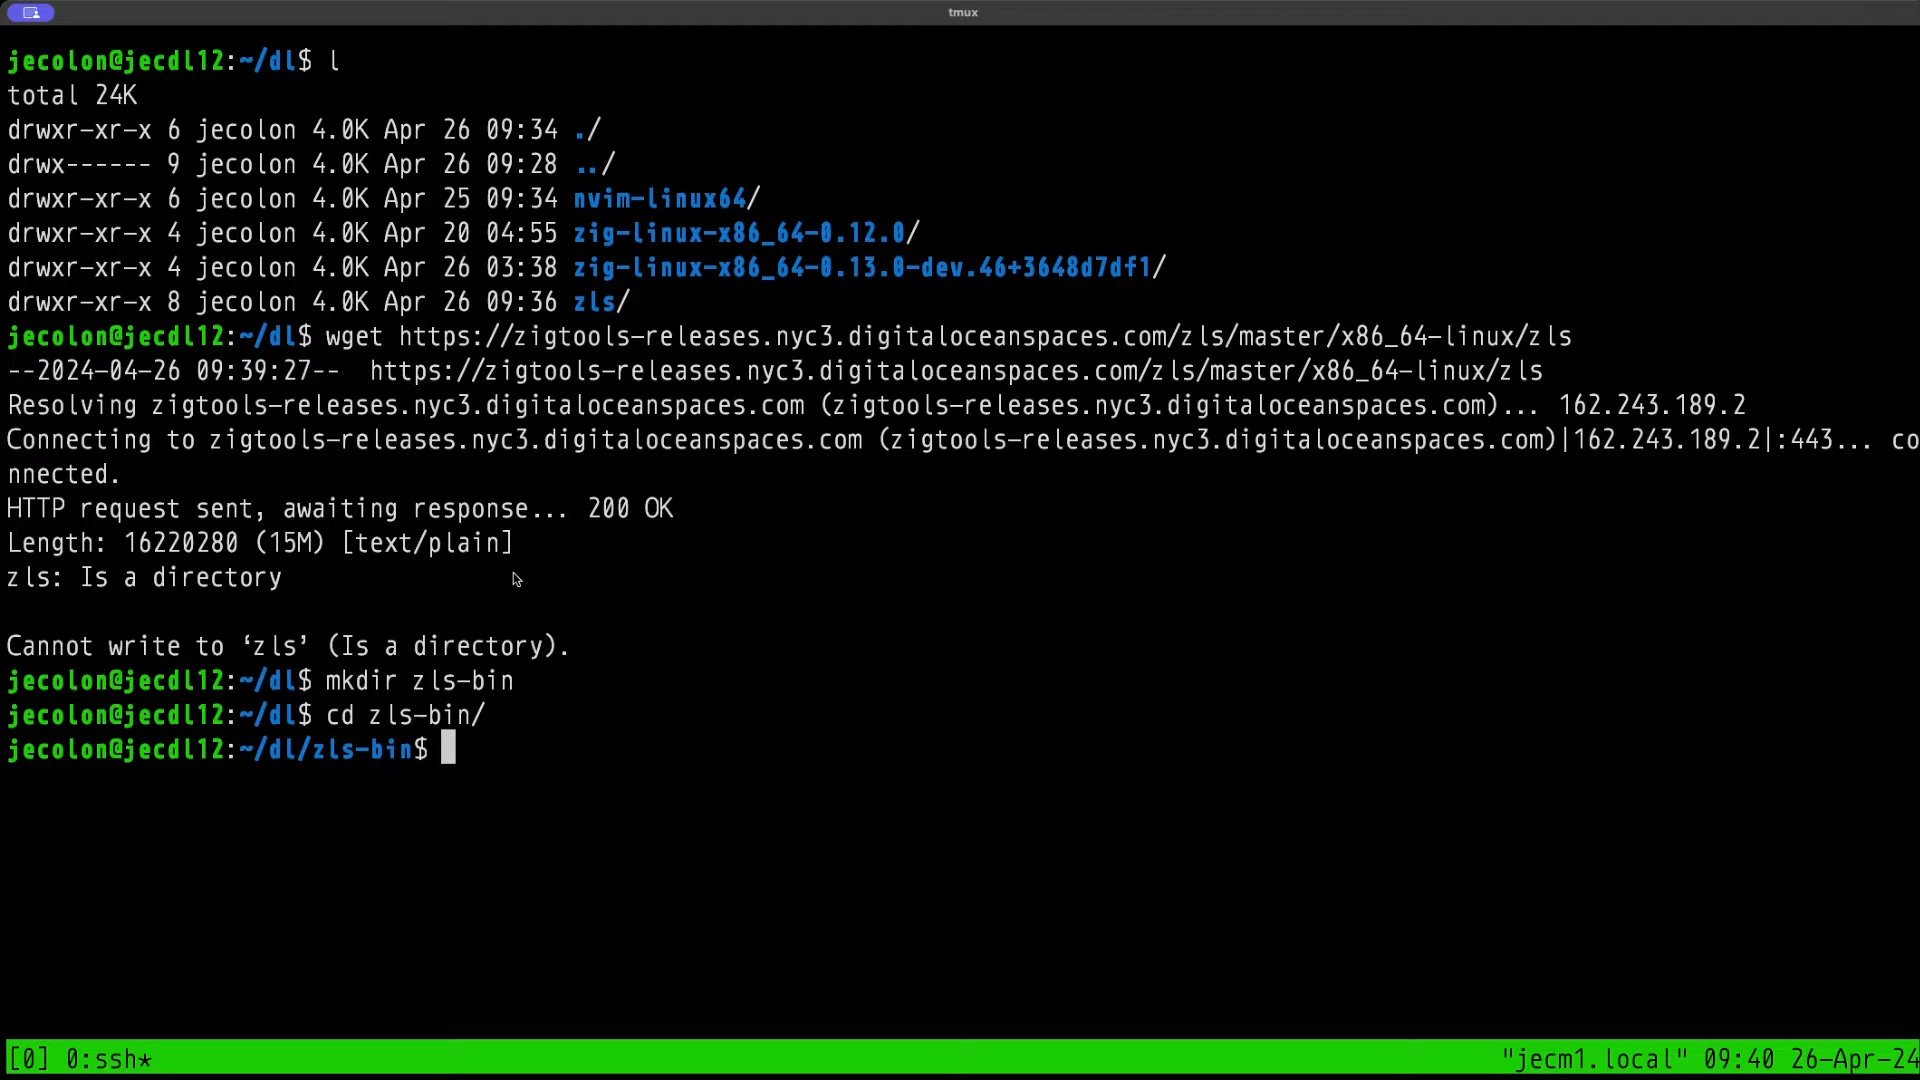 tmux
jecolon@jecdl12:~/dl$ l
total 24K
drwxr-xr-x 6 jecolon 4.0K Apr 26 09:34 ./
drwx------ 9 jecolon 4.0K Apr 26 09:28 ../
drwxr-xr-x 6 jecolon 4.0K Apr 25 09:34 nvim-linux64/
drwxr-xr-x 4 jecolon 4.0K Apr 20 04:55 zig-linux-x86_64-0.12.0/
drwxr-xr-x 4 jecolon 4.0K Apr 26 03:38 zig-linux-x86_64-0.13.0-dev.46+3648d7df1/
drwxr-xr-x 8 jecolon 4.0K Apr 26 09:36 zls/
jecolon@jecdl12:~/dl$ wget https://zigtools-releases.nyc3.digitaloceanspaces.com/zls/master/x86_64-linux/zls
--2024-04-26 09:39:27--  https://zigtools-releases.nyc3.digitaloceanspaces.com/zls/master/x86_64-linux/zls
Resolving zigtools-releases.nyc3.digitaloceanspaces.com (zigtools-releases.nyc3.digitaloceanspaces.com)... 162.243.189.2
Connecting to zigtools-releases.nyc3.digitaloceanspaces.com (zigtools-releases.nyc3.digitaloceanspaces.com)|162.243.189.2|:443... co
nnected.
HTTP request sent, awaiting response... 200 OK
Length: 16220280 (15M) [text/plain]
zls: Is a directory
Cannot write to ‘zls’ (Is a directory).
jecolon@jecdl12:~/dl$ mkdir zls-bin
jecolon@jecdl12:~/dl$ cd zls-bin/
jecolon@jecdl12:~/dl/zls-bin$
[0] 0:ssh* "jecm1.local" 09:40 26-Apr-24